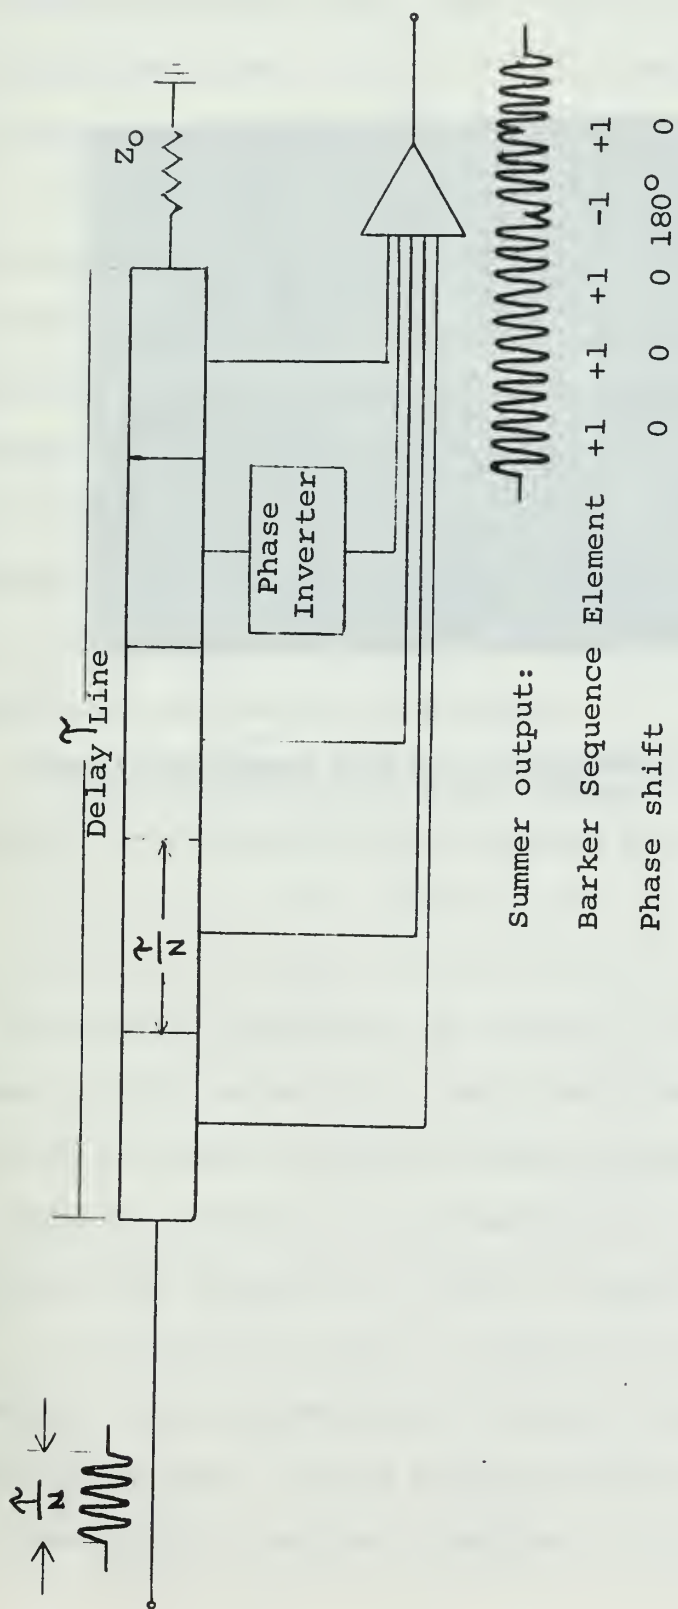 τ/N
Delay Line
τ
Z₀
τ/N
Phase
Inverter
Summer output:
Barker Sequence Element +1 +1 +1 -1 +1
Phase shift 0 0 0 180° 0